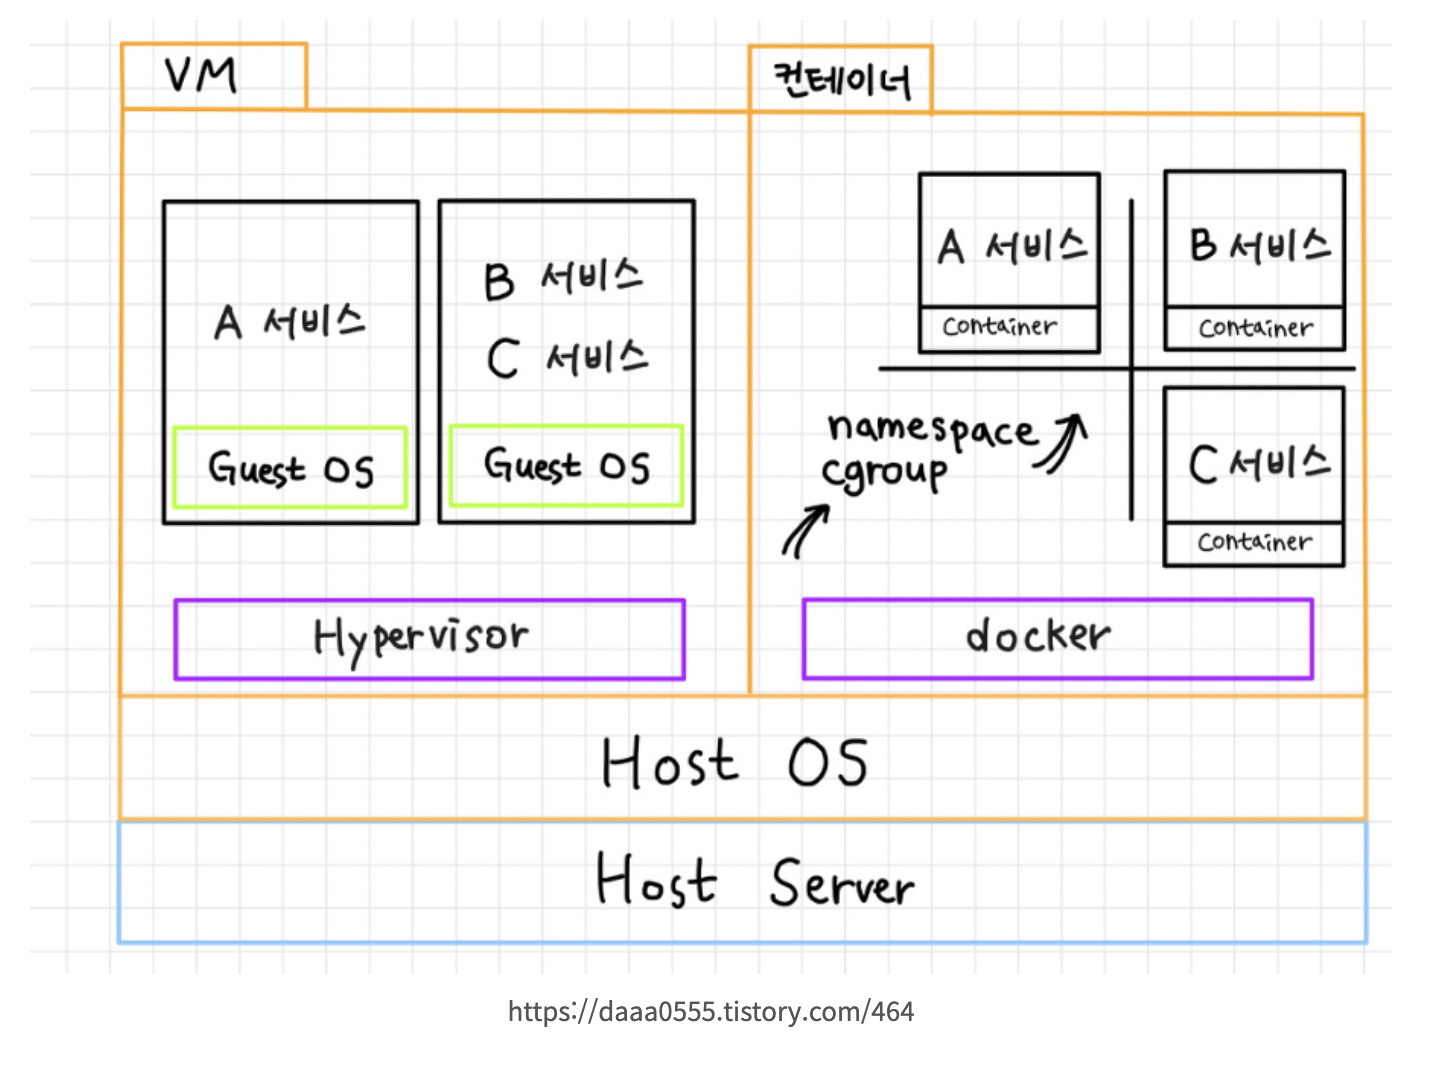 VM
컨테이너
A 서비스
Guest OS
B 서비스
C 서비스
Guest OS
Hypervisor
A 서비스
Container
B 서비스
Container
namespace
cgroup
C 서비스
Container
docker
Host OS
Host Server
https://daaa0555.tistory.com/464